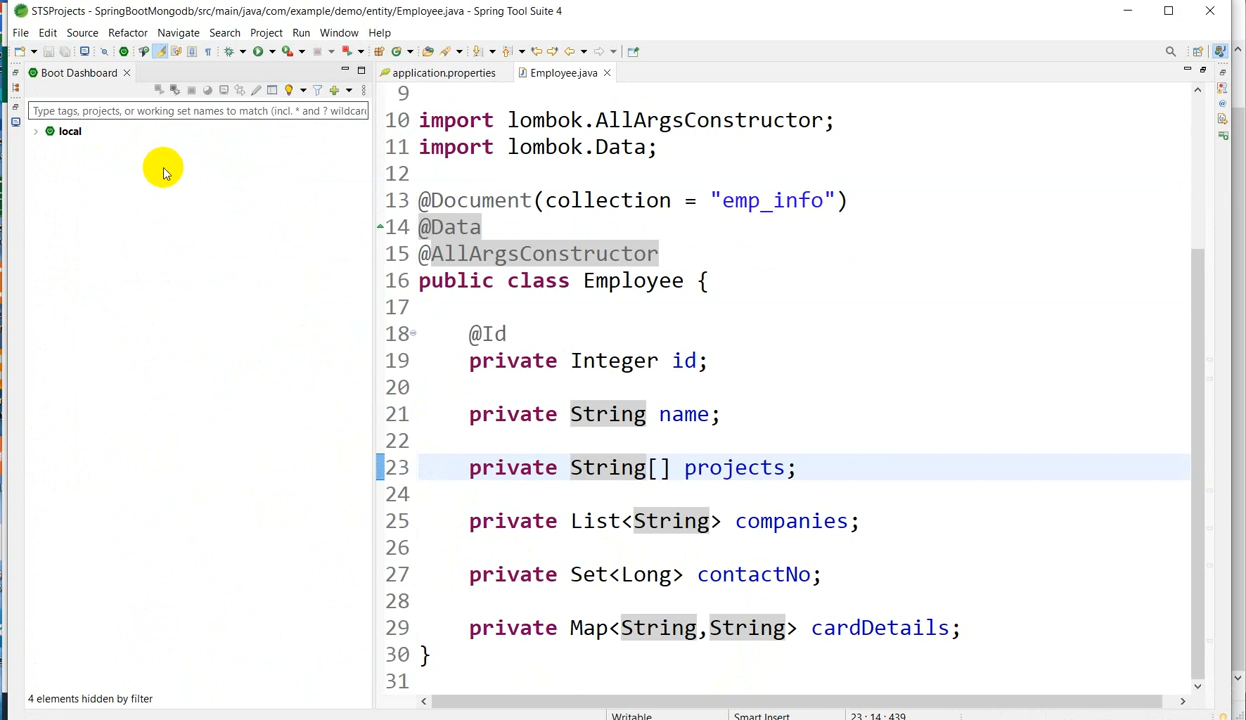 STSProjects - SpringBootMongodb/src/main/java/com/example/demo/entity/Employee.java - Spring Tool Suite 4
File Edit Source Refactor Navigate Search Project Run Window Help
Boot Dashboard
application.properties
Employee.java
Type tags, projects, or working set names to match (incl. * and ? wildcard
local
9
10 import lombok.AllArgsConstructor;
11 import lombok.Data;
12
13 @Document(collection = "emp_info")
14 @Data
15 @AllArgsConstructor
16 public class Employee {
17
18 @Id
19 private Integer id;
20
21 private String name;
22
23 private String[] projects;
24
25 private List<String> companies;
26
27 private Set<Long> contactNo;
28
29 private Map<String,String> cardDetails;
30 }
31
4 elements hidden by filter
Writable Smart Insert 23 : 14 : 439